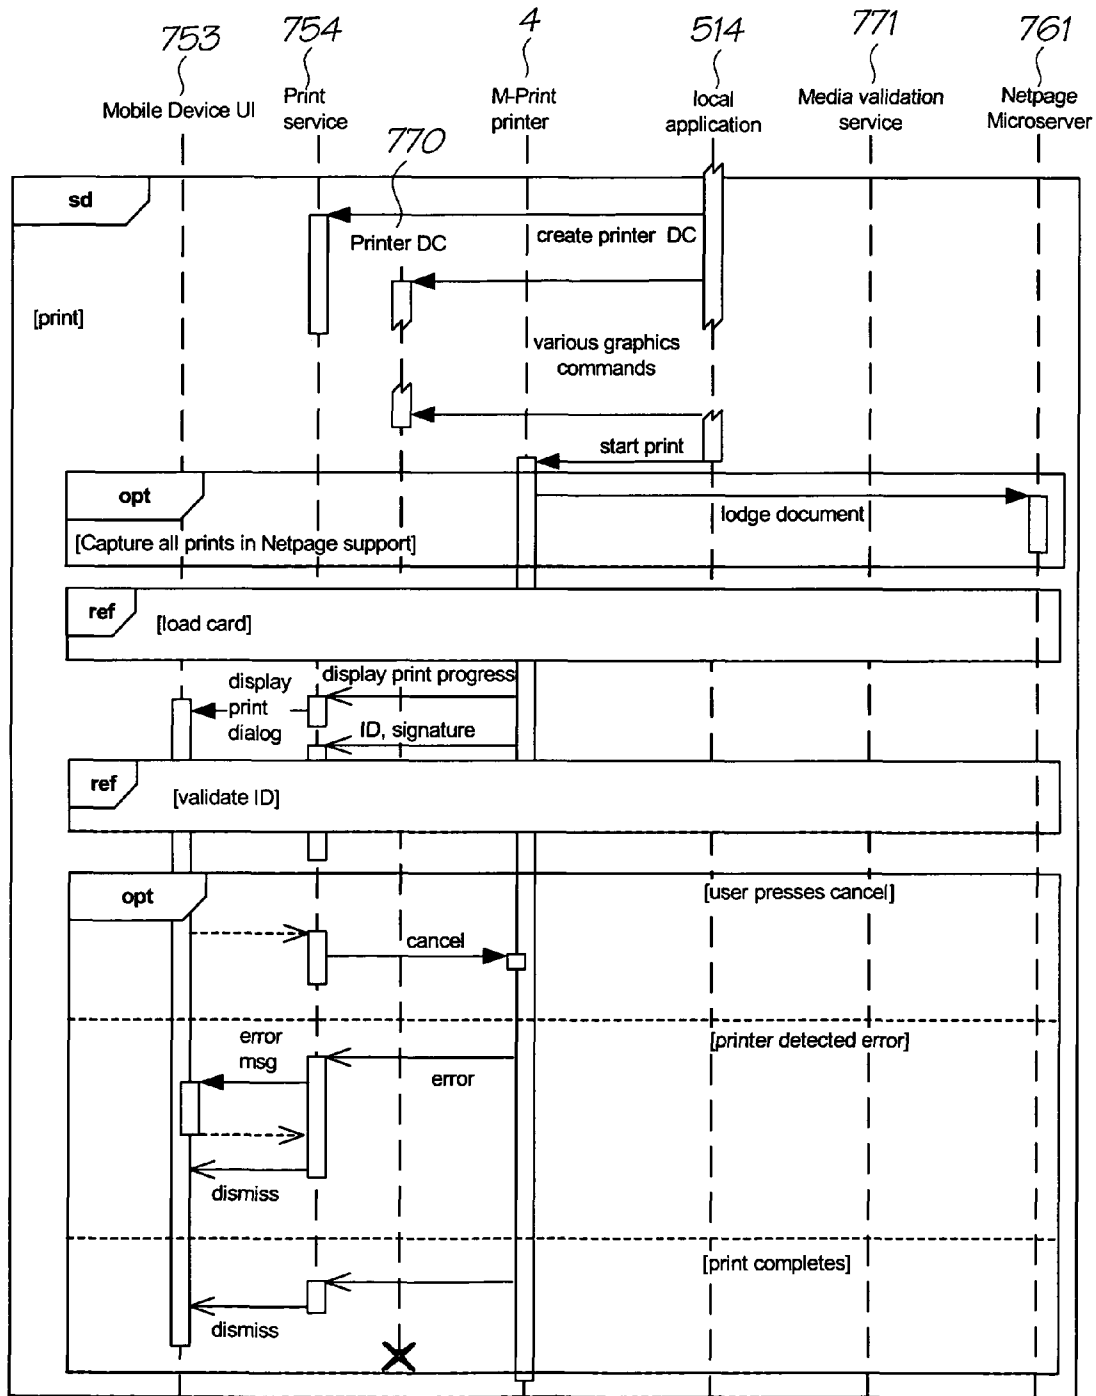 753
754
4
514
771
761
Mobile Device UI
Print
service
M-Print
printer
local
application
Media validation
service
Netpage
Microserver
770
sd
Printer DC
create printer DC
[print]
various graphics
commands
start print
opt
lodge document
[Capture all prints in Netpage support]
ref
[load card]
display print progress
display
print
dialog
ID, signature
ref
[validate ID]
opt
[user presses cancel]
cancel
[printer detected error]
error
msg
error
dismiss
[print completes]
dismiss